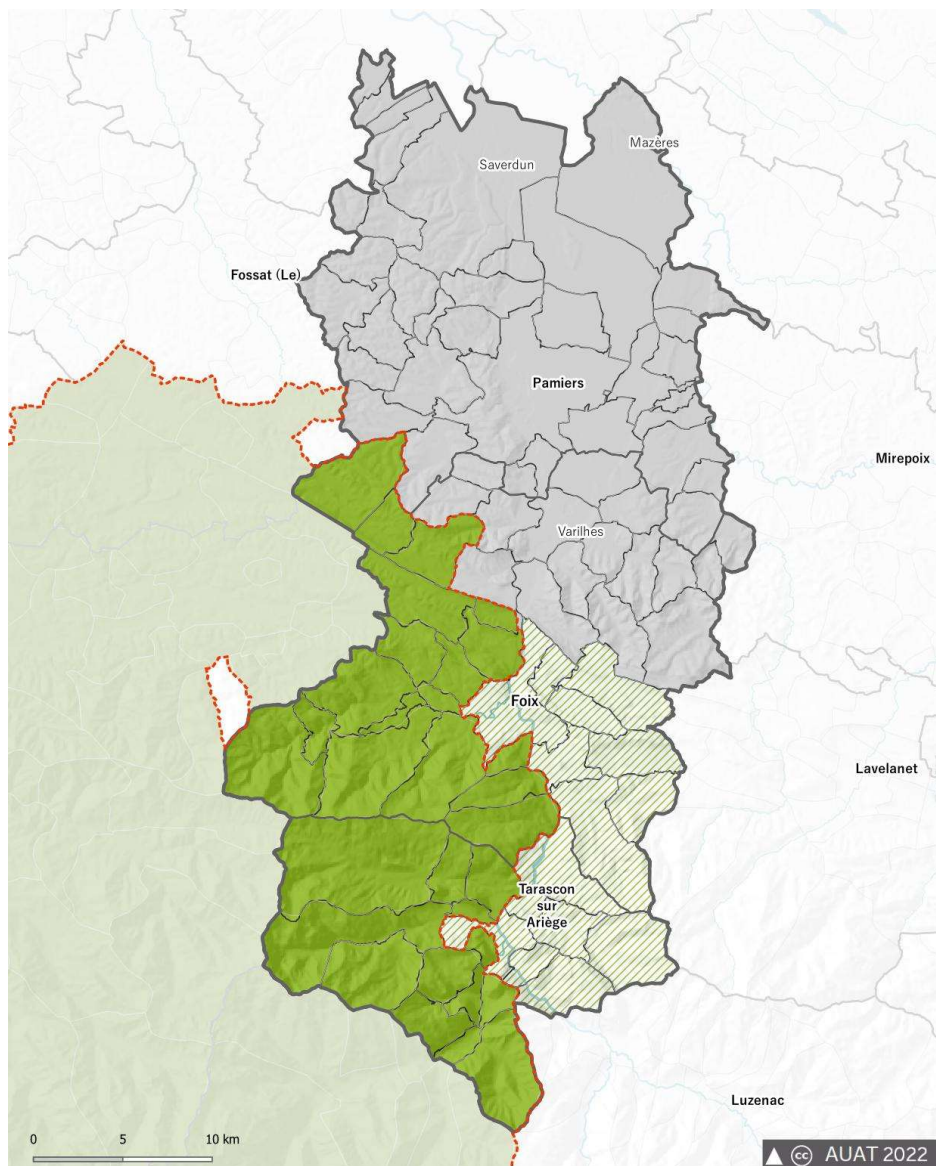 Mazères
Saverdun
Fossat (Le)
Pamiers
Mirepoix
Varilhes
Foix
Lavelanet
Tarascon
sur
Ariège
Luzenac
0 5 10 km
cc AUAT 2022